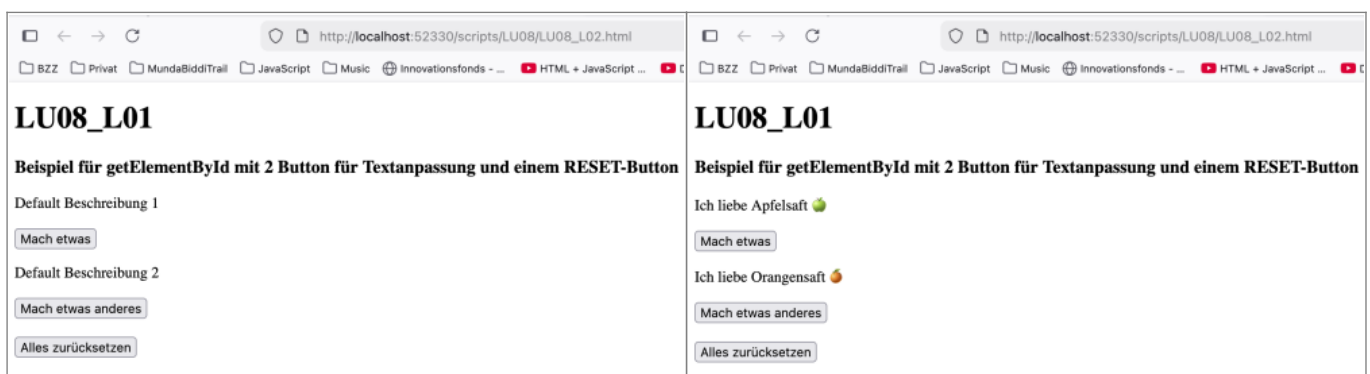 http://localhost:52330/scripts/LU08/LU08_L01.html
BZZ Privat MundaBiddiTrail JavaScript Music Innovationsfonds - ... HTML + JavaScript ...
LU08_L01
Beispiel für getElementById mit 2 Button für Textanpassung und einem RESET-Button
Default Beschreibung 1
Mach etwas
Default Beschreibung 2
Mach etwas anderes
Alles zurücksetzen
http://localhost:52330/scripts/LU08/LU08_L02.html
BZZ Privat MundaBiddiTrail JavaScript Music Innovationsfonds - ... HTML + JavaScript ...
LU08_L01
Beispiel für getElementById mit 2 Button für Textanpassung und einem RESET-Button
Ich liebe Apfelsaft 🍏
Mach etwas
Ich liebe Orangensaft 🍊
Mach etwas anderes
Alles zurücksetzen